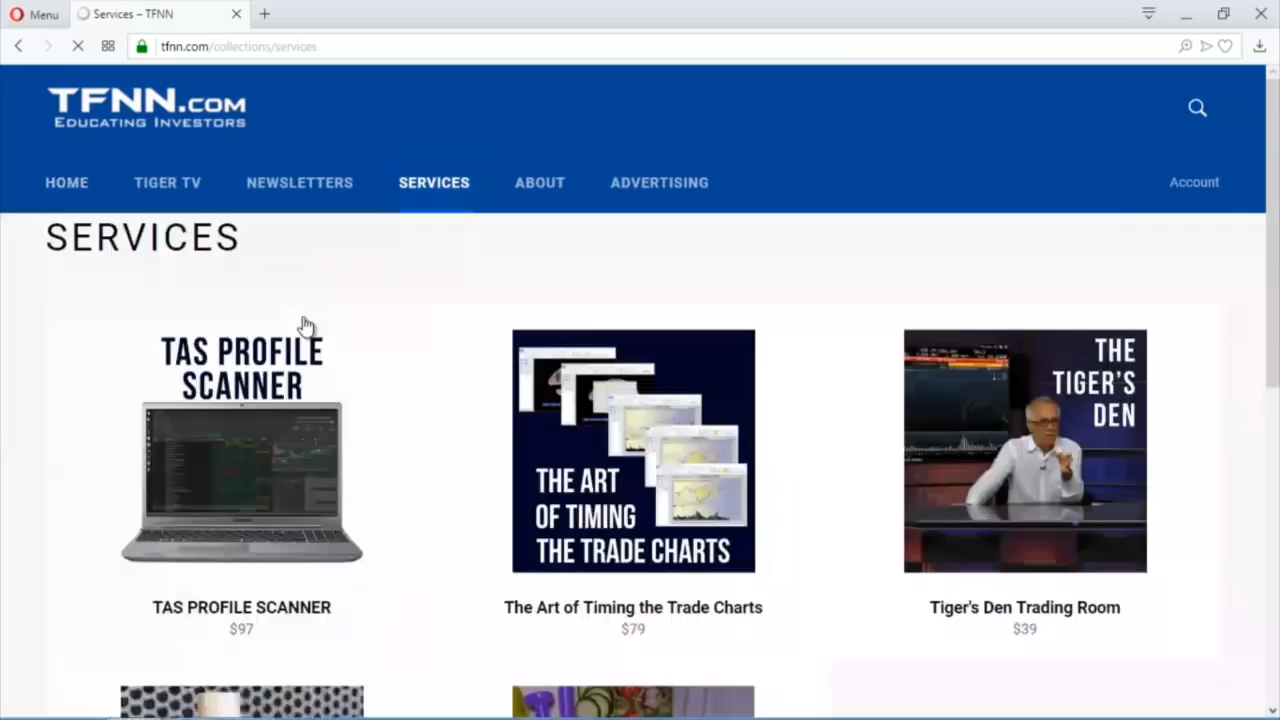 Menu
Services – TFNN
tfnn.com/collections/services
TFNN.COM
EDUCATING INVESTORS
HOME
TIGER TV
NEWSLETTERS
SERVICES
ABOUT
ADVERTISING
Account
SERVICES
TAS PROFILE
SCANNER
THE ART
OF TIMING
THE TRADE CHARTS
THE
TIGER'S
DEN
TAS PROFILE SCANNER
$97
The Art of Timing the Trade Charts
$79
Tiger's Den Trading Room
$39